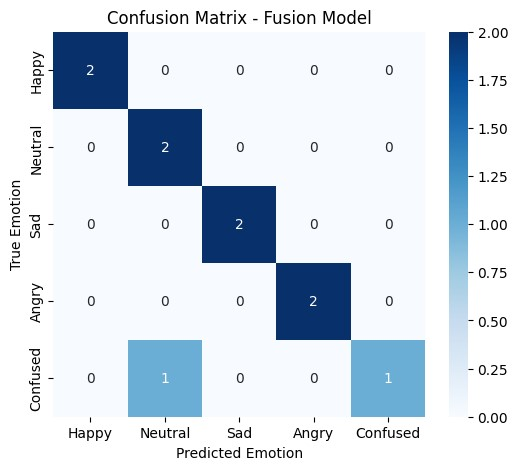 Confusion Matrix - Fusion Model
True Emotion
Happy 2 0 0 0 0
Neutral 0 2 0 0 0
Sad 0 0 2 0 0
Angry 0 0 0 2 0
Confused 0 1 0 0 1
Happy Neutral Sad Angry Confused
Predicted Emotion
2.00
1.75
1.50
1.25
1.00
0.75
0.50
0.25
0.00